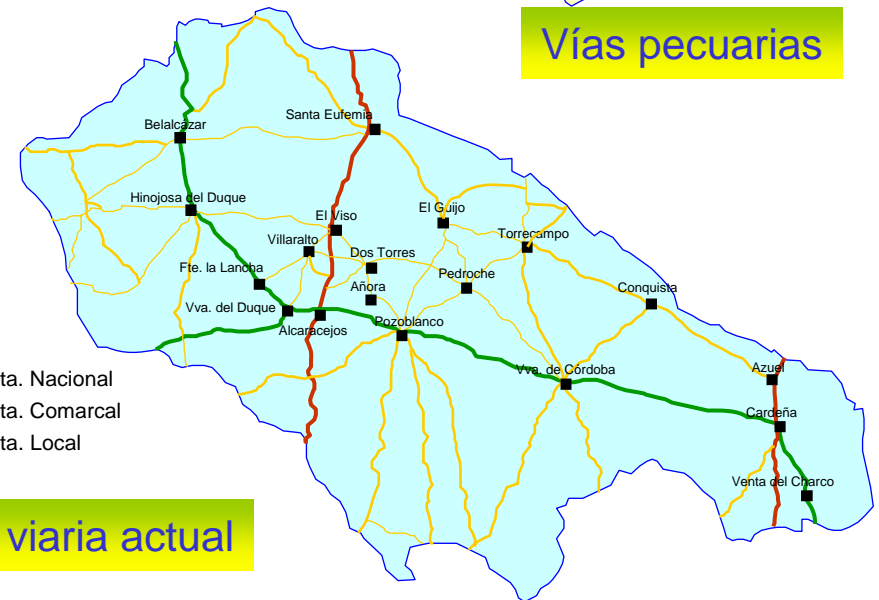 Vías pecuarias
Santa Eufemia
Belalcázar
Hinojosa del Duque
El Guijo
El Viso
Torrecampo
Villaralto
Dos Torres
Fte. la Lancha
Pedroche
Añora
Conquista
Vva. del Duque
Pozoblanco
Alcaracejos
Vva. de Córdoba
Azuel
ta. Nacional
ta. Comarcal
ta. Local
Cardeña
Venta del Charco
viaria actual